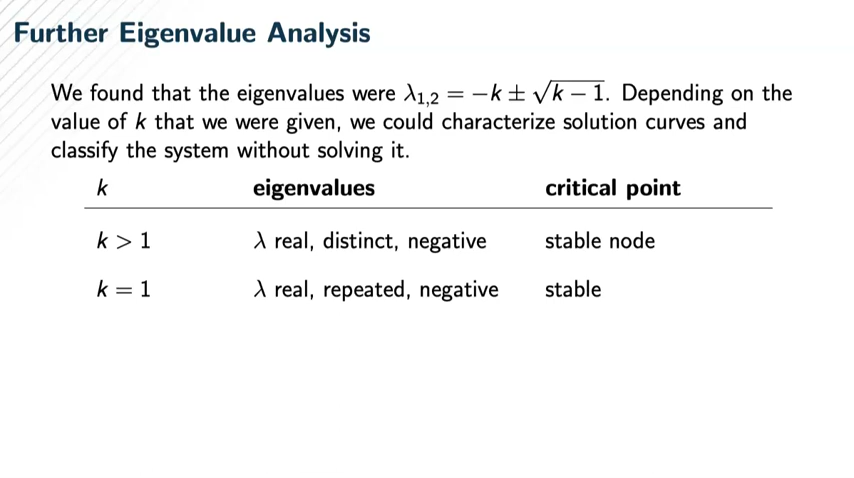 Further Eigenvalue Analysis
We found that the eigenvalues were λ₁,₂ = −k ± √(k − 1). Depending on the
value of k that we were given, we could characterize solution curves and
classify the system without solving it.
k eigenvalues critical point
k > 1 λ real, distinct, negative stable node
k = 1 λ real, repeated, negative stable